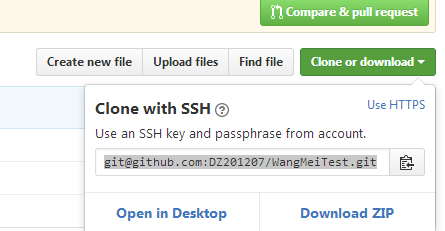 Compare & pull request
Create new file Upload files Find file Clone or download
Clone with SSH ?
Use HTTPS
Use an SSH key and passphrase from account.
git@github.com:DZ201207/WangMeiTest.git
Open in Desktop Download ZIP